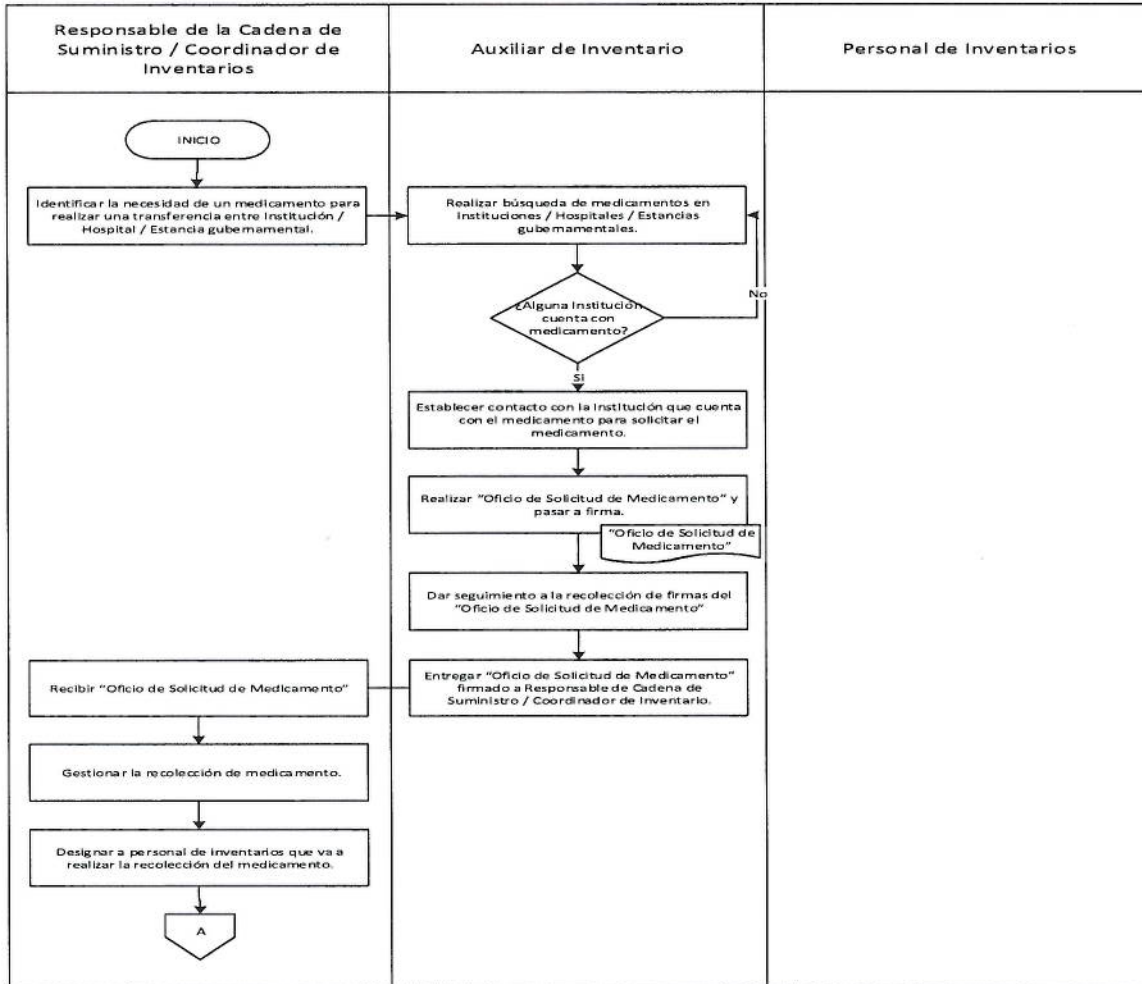 Responsable de la Cadena de
Suministro / Coordinador de
Inventarios
Auxiliar de Inventario
Personal de Inventarios
INICIO
Identificar la necesidad de un medicamento para
realizar una transferencia entre Institución /
Hospital / Estancia gubernamental.
Realizar búsqueda de medicamentos en
Instituciones / Hospitales / Estancias
gubernamentales.
¿Alguna Institución
cuenta con
medicamento?
No
Si
Establecer contacto con la Institución que cuenta
con el medicamento para solicitar el
medicamento.
Realizar "Oficio de Solicitud de Medicamento" y
pasar a firma.
"Oficio de Solicitud de
Medicamento"
Dar seguimiento a la recolección de firmas del
"Oficio de Solicitud de Medicamento"
Entregar "Oficio de Solicitud de Medicamento"
firmado a Responsable de Cadena de
Suministro / Coordinador de Inventario.
Recibir "Oficio de Solicitud de Medicamento"
Gestionar la recolección de medicamento.
Designar a personal de inventarios que va a
realizar la recolección del medicamento.
A